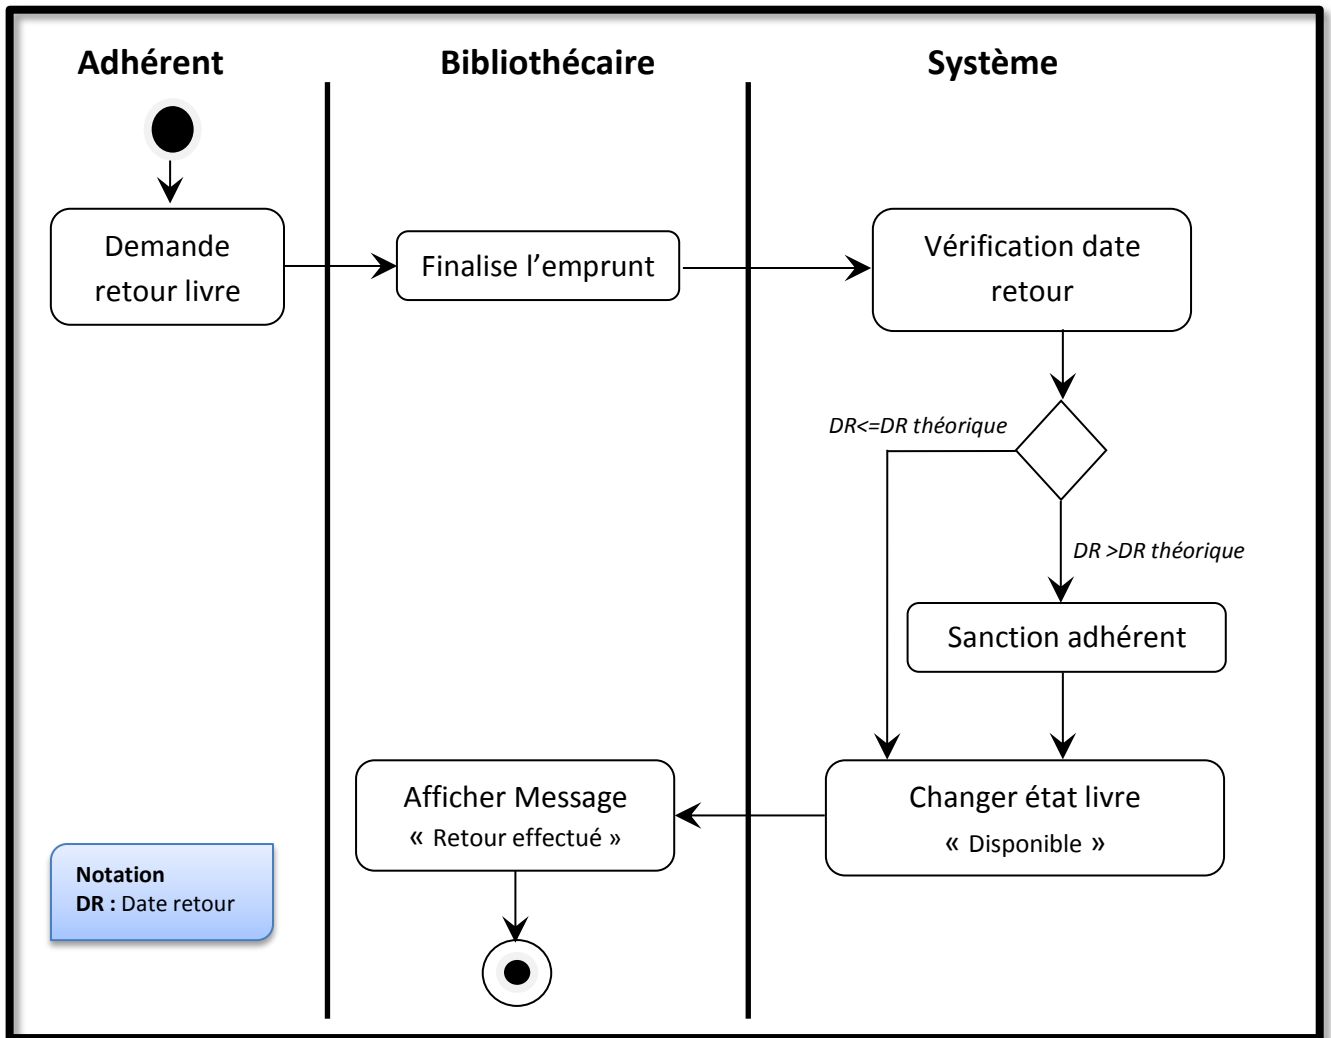 Adhérent
Bibliothécaire
Système
Demande
retour livre
Finalise l’emprunt
Vérification date
retour
DR<=DR théorique
DR >DR théorique
Sanction adhérent
Afficher Message
« Retour effectué »
Changer état livre
« Disponible »
Notation
DR : Date retour